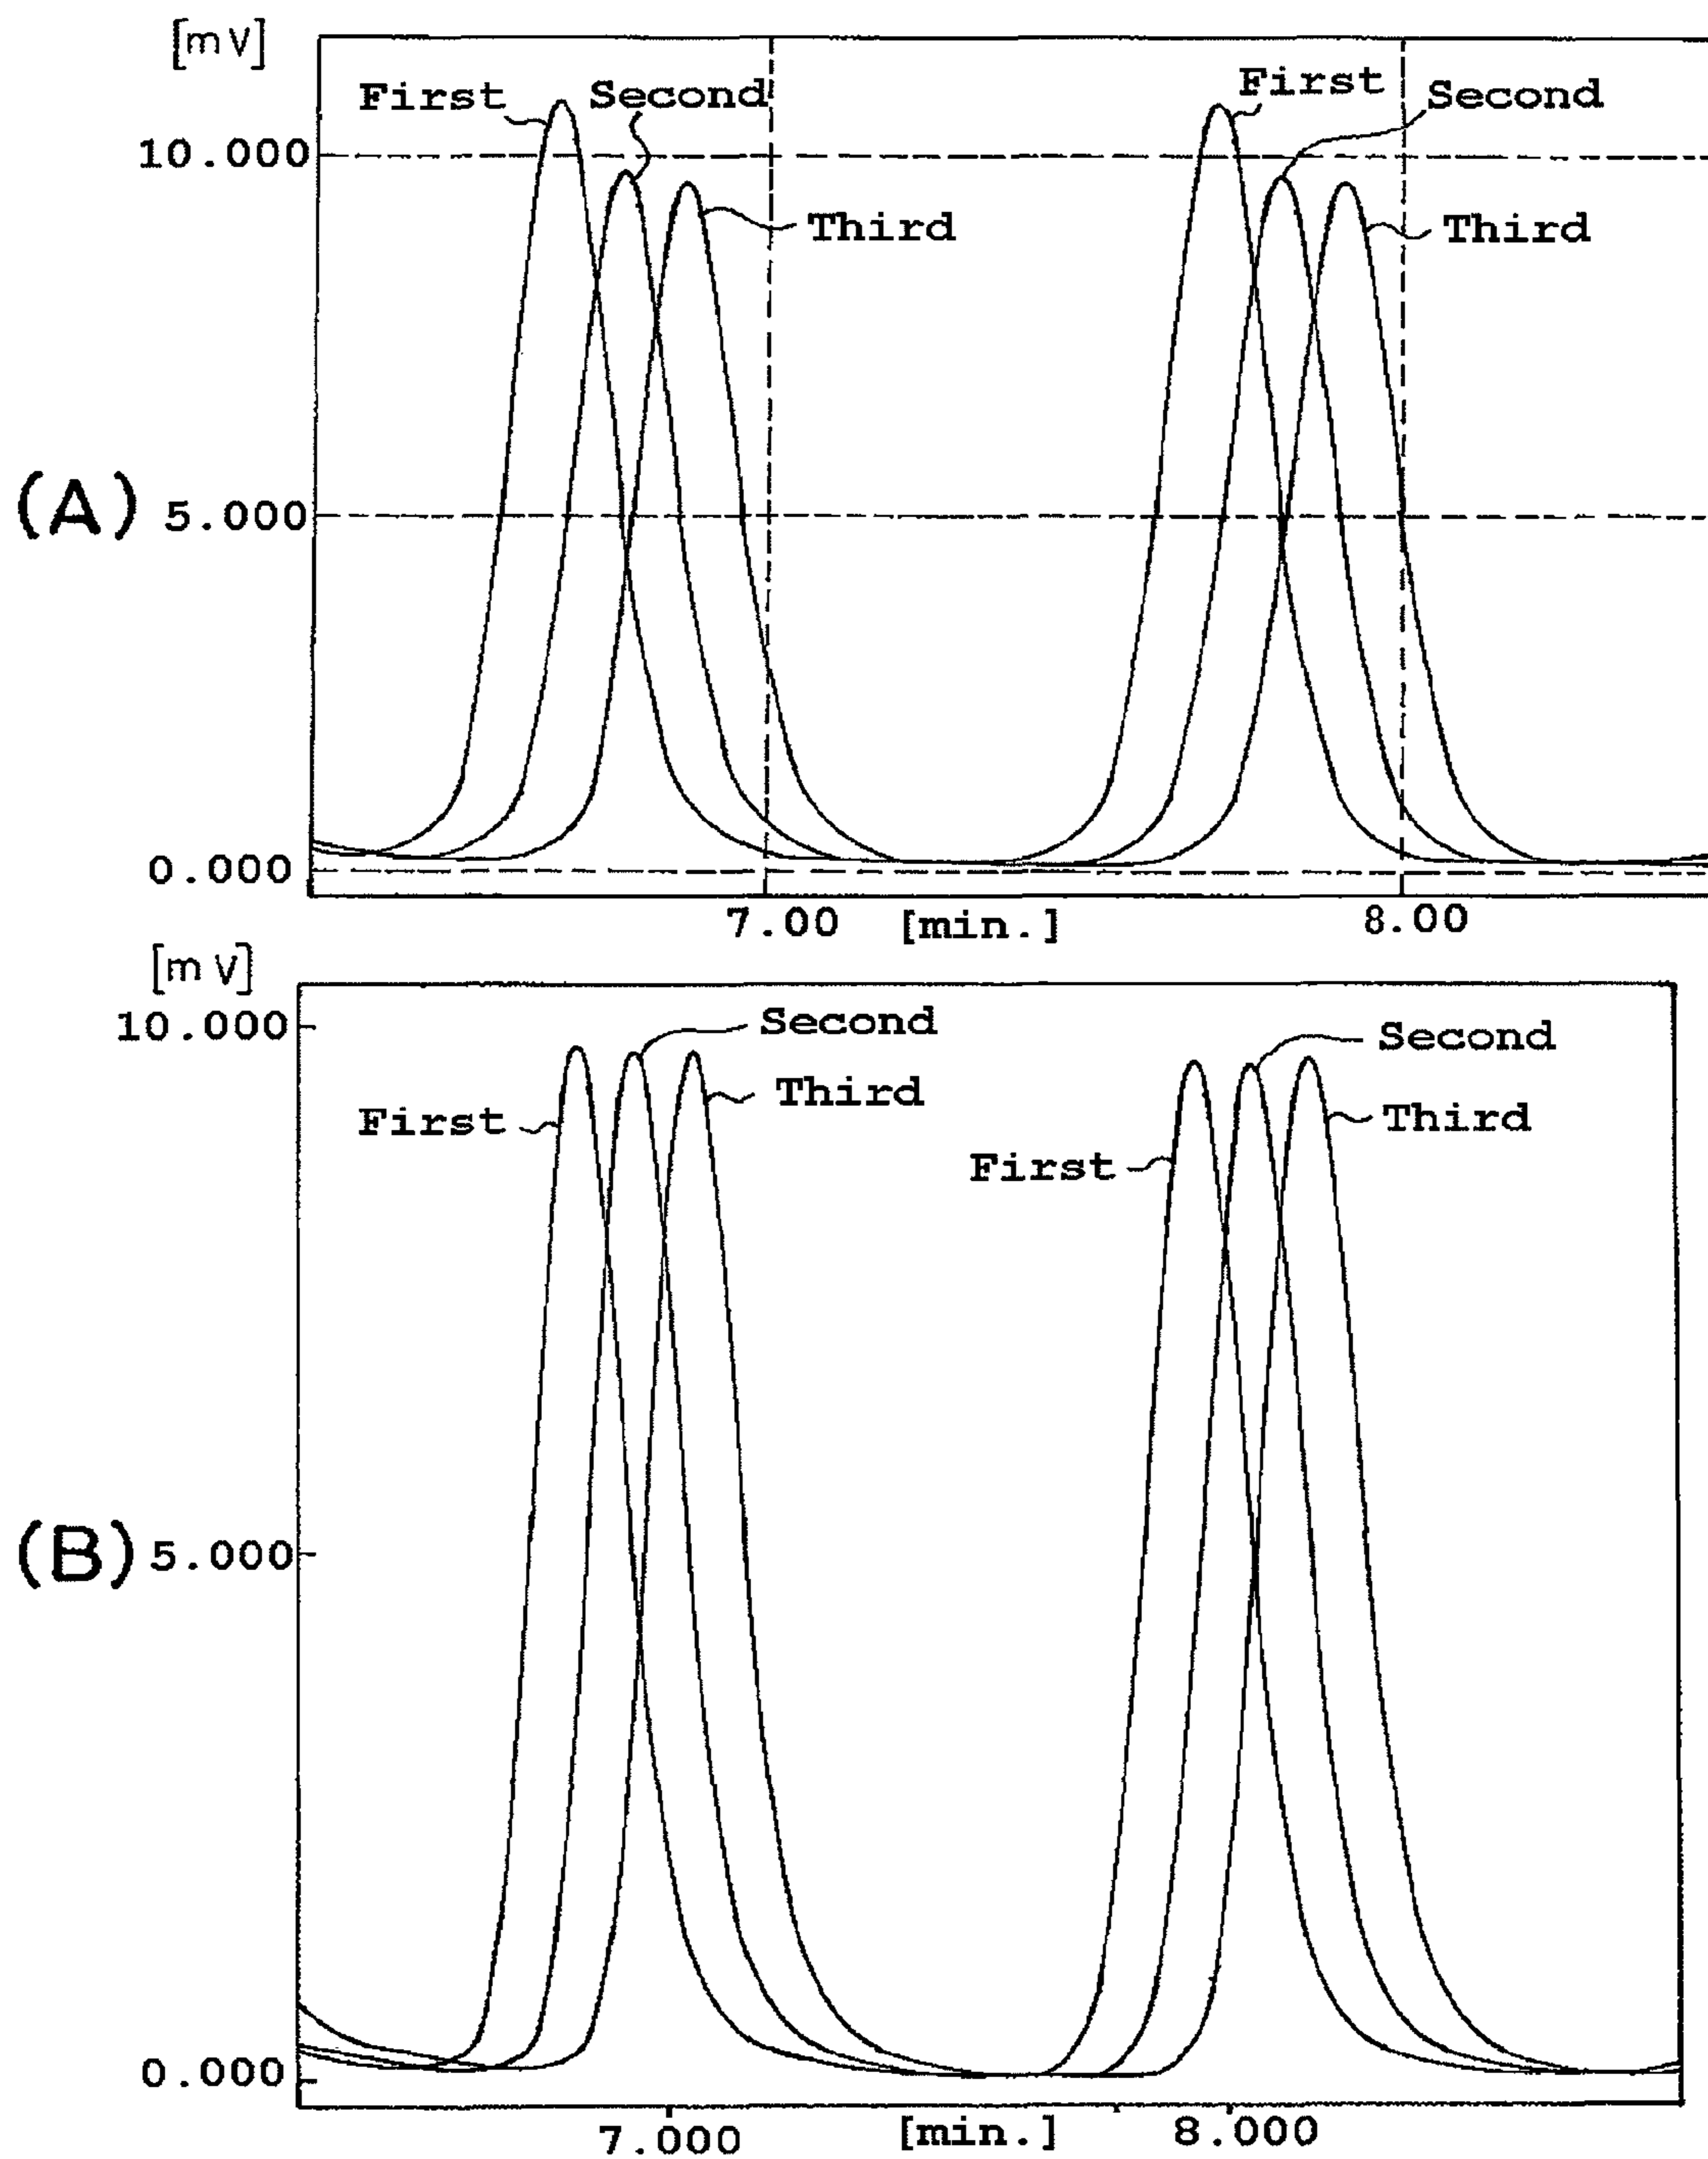 [mV]
First Second
First Second
10.000
Third Third
(A) 5.000
0.000
7.00 [min.] 8.00
[mV]
10.000
Second Second
Third Third
First
First
(B) 5.000
0.000
7.000 [min.] 8.000